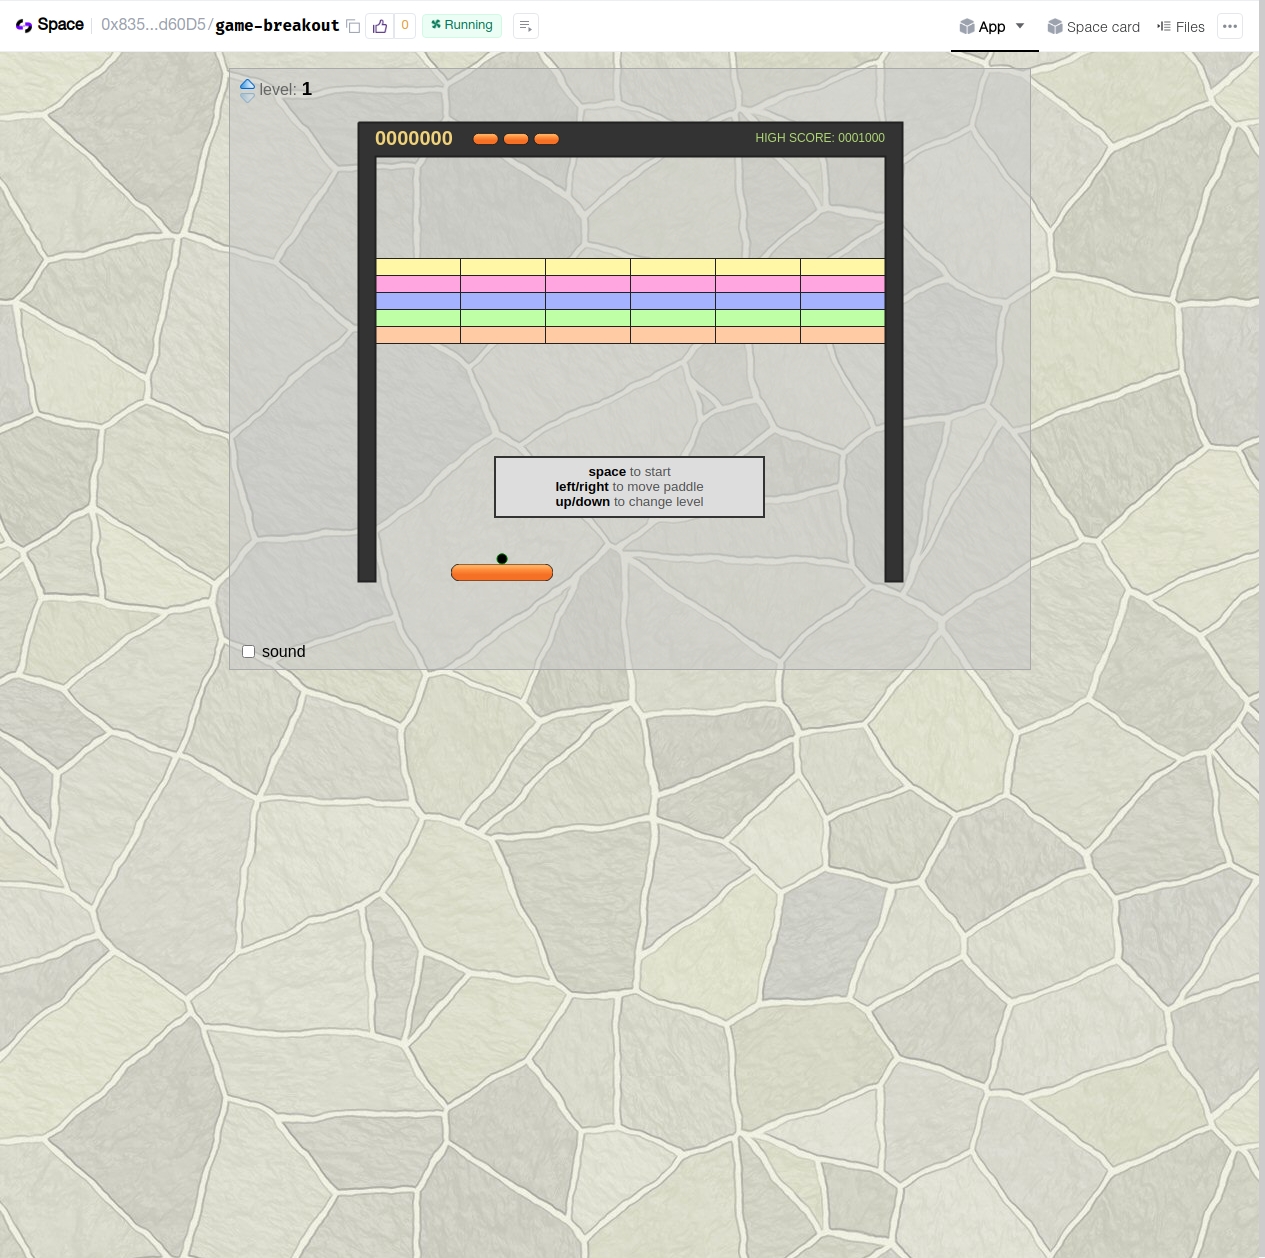 Space 0x835...d60D5/game-breakout 0 Running App Space card Files
level: 1
0000000 HIGH SCORE: 0001000
space to start
left/right to move paddle
up/down to change level
sound